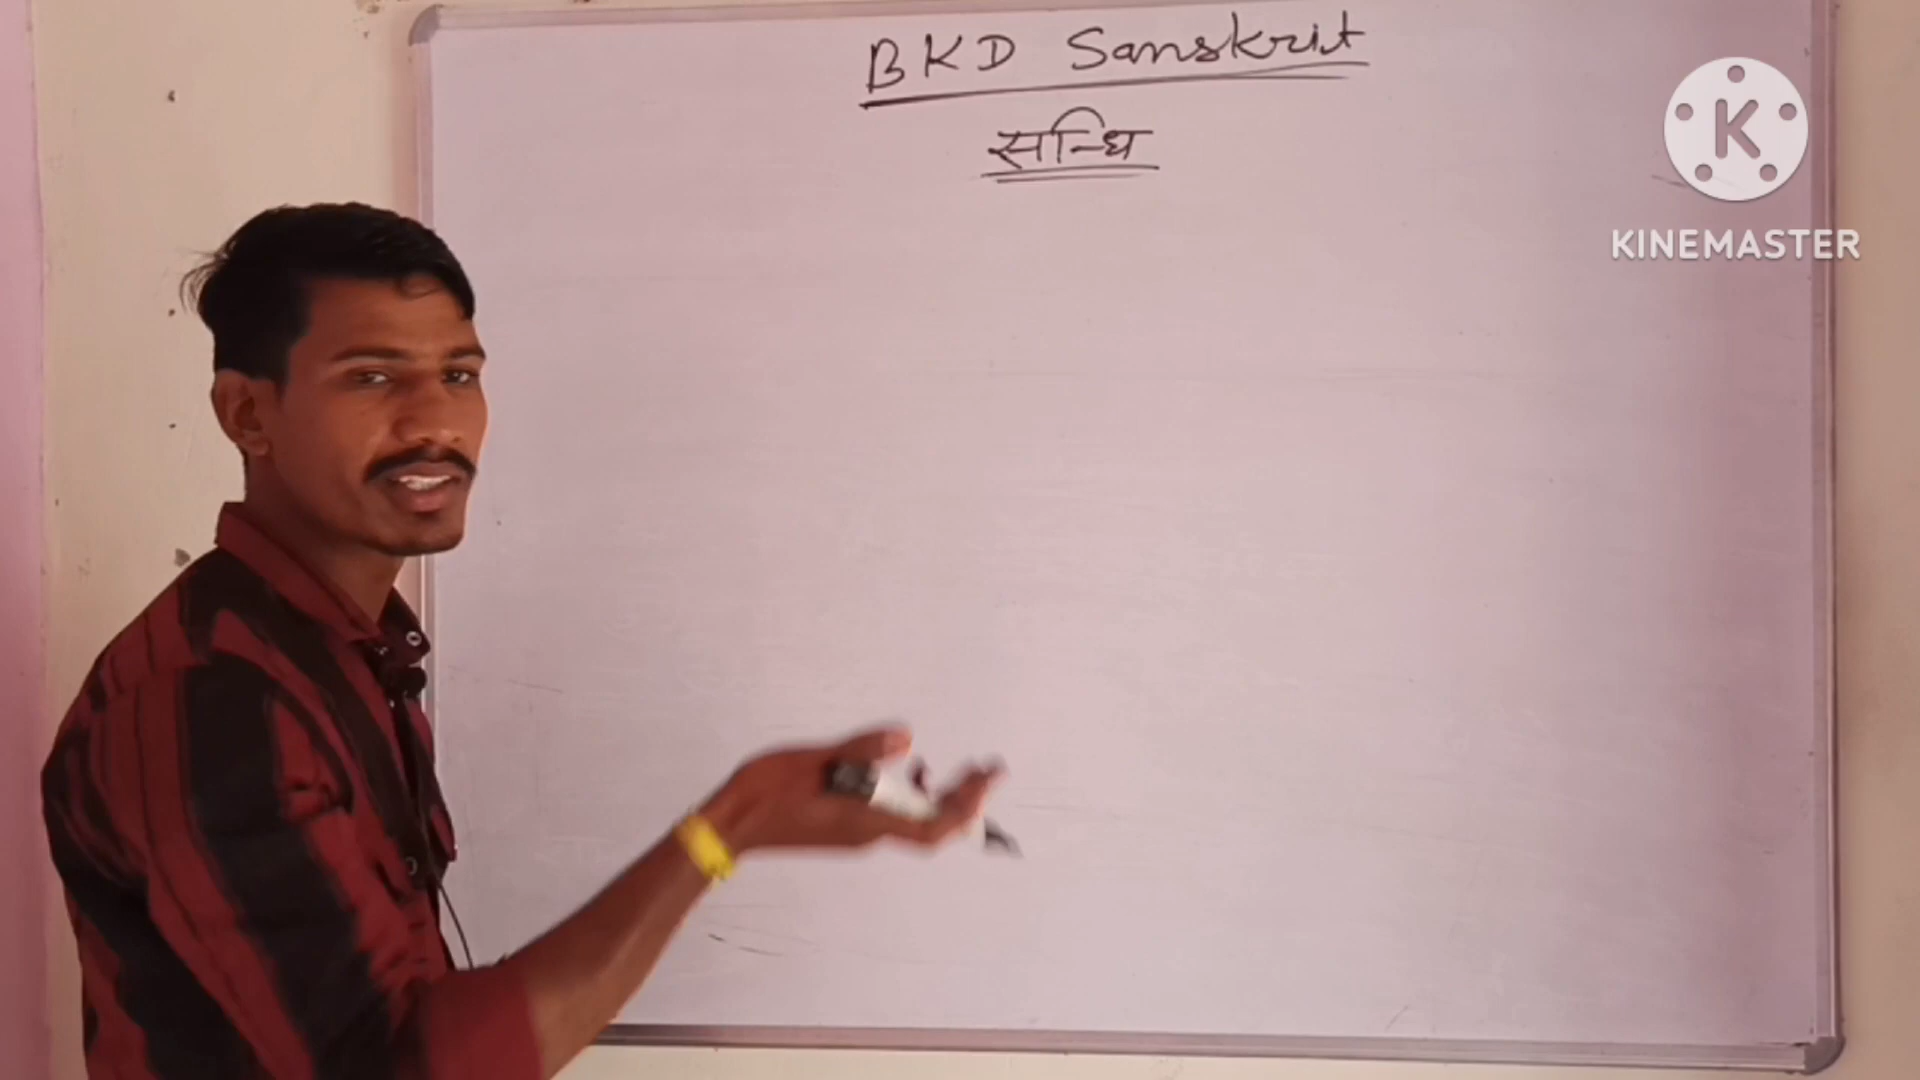 BKD Sanskrit
सन्धि
K
KINEMASTER